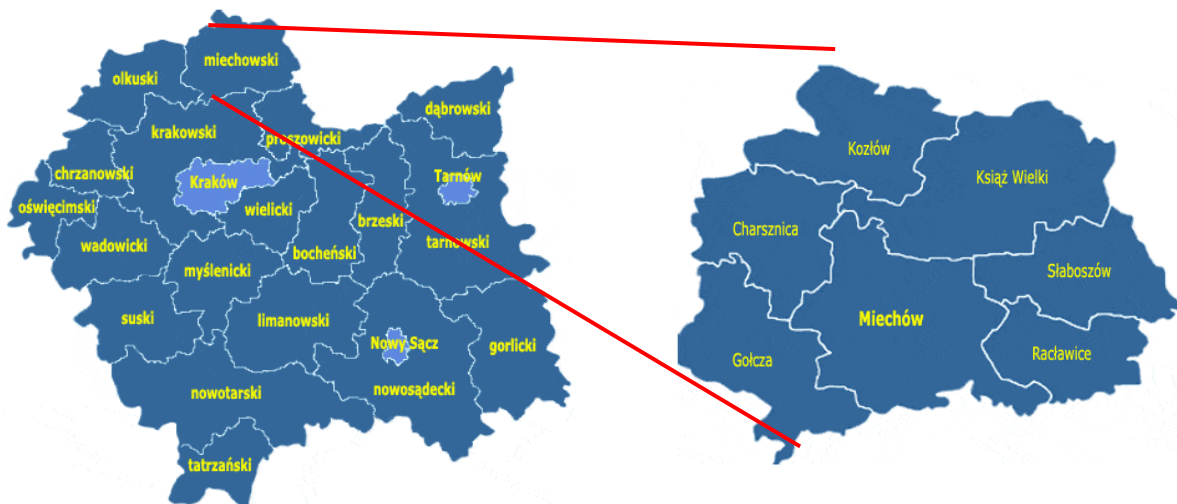 miechowski
olkuski
dąbrowski
krakowski
proszowicki
chrzanowski
Kraków
Tarnów
oświęcimski
wielicki
brzeski
wadowicki
bocheński
tarnowski
myślenicki
suski
limanowski
Nowy Sącz
gorlicki
nowotarski
nowosądecki
tatrzański
Kozłów
Książ Wielki
Charsznica
Słaboszów
Miechów
Racławice
Gołcza